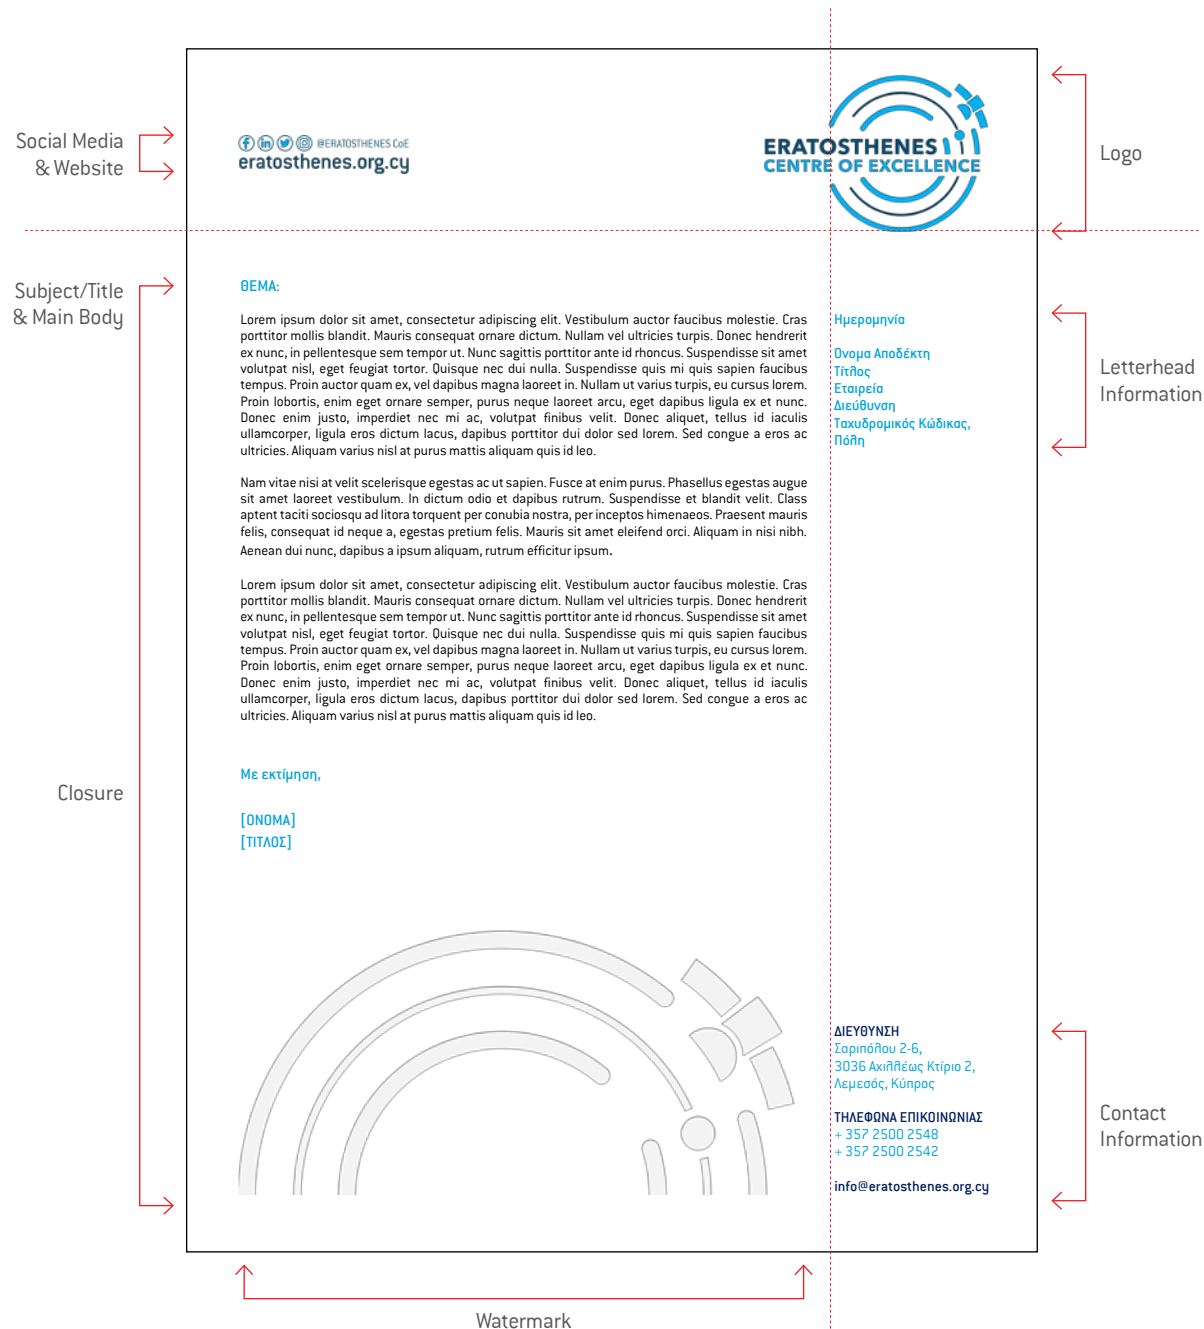 Social Media
& Website
@ERATOSTHENES CoE
eratosthenes.org.cy
ERATOSTHENES
CENTRE OF EXCELLENCE
Logo
Subject/Title
& Main Body
ΘΕΜΑ:
Lorem ipsum dolor sit amet, consectetur adipiscing elit. Vestibulum auctor faucibus molestie. Cras
porttitor mollis blandit. Mauris consequat ornare dictum. Nullam vel ultricies turpis. Donec hendrerit
ex nunc, in pellentesque sem tempor ut. Nunc sagittis porttitor ante id rhoncus. Suspendisse sit amet
volutpat nisl, eget feugiat tortor. Quisque nec dui nulla. Suspendisse quis mi quis sapien faucibus
tempus. Proin auctor quam ex, vel dapibus magna laoreet in. Nullam ut varius turpis, eu cursus lorem.
Proin lobortis, enim eget ornare semper, purus neque laoreet arcu, eget dapibus ligula ex et nunc.
Donec enim justo, imperdiet nec mi ac, volutpat finibus velit. Donec aliquet, tellus id iaculis
ullamcorper, ligula eros dictum lacus, dapibus porttitor dui dolor sed lorem. Sed congue a eros ac
ultricies. Aliquam varius nisl at purus mattis aliquam quis id leo.
Nam vitae nisi at velit scelerisque egestas ac ut sapien. Fusce at enim purus. Phasellus egestas augue
sit amet laoreet vestibulum. In dictum odio et dapibus rutrum. Suspendisse et blandit velit. Class
aptent taciti sociosqu ad litora torquent per conubia nostra, per inceptos himenaeos. Praesent mauris
felis, consequat id neque a, egestas pretium felis. Mauris sit amet eleifend orci. Aliquam in nisi nibh.
Aenean dui nunc, dapibus a ipsum aliquam, rutrum efficitur ipsum.
Lorem ipsum dolor sit amet, consectetur adipiscing elit. Vestibulum auctor faucibus molestie. Cras
porttitor mollis blandit. Mauris consequat ornare dictum. Nullam vel ultricies turpis. Donec hendrerit
ex nunc, in pellentesque sem tempor ut. Nunc sagittis porttitor ante id rhoncus. Suspendisse sit amet
volutpat nisl, eget feugiat tortor. Quisque nec dui nulla. Suspendisse quis mi quis sapien faucibus
tempus. Proin auctor quam ex, vel dapibus magna laoreet in. Nullam ut varius turpis, eu cursus lorem.
Proin lobortis, enim eget ornare semper, purus neque laoreet arcu, eget dapibus ligula ex et nunc.
Donec enim justo, imperdiet nec mi ac, volutpat finibus velit. Donec aliquet, tellus id iaculis
ullamcorper, ligula eros dictum lacus, dapibus porttitor dui dolor sed lorem. Sed congue a eros ac
ultricies. Aliquam varius nisl at purus mattis aliquam quis id leo.
Ημερομηνία
Όνομα Αποδέκτη
Τίτλος
Εταιρεία
Διεύθυνση
Ταχυδρομικός Κώδικας,
Πόλη
Letterhead
Information
Με εκτίμηση,
[ΟΝΟΜΑ]
[ΤΙΤΛΟΣ]
Closure
ΔΙΕΥΘΥΝΣΗ
Σαριπόλου 2-6,
3036 Αχιλλέως Κτίριο 2,
Λεμεσός, Κύπρος
ΤΗΛΕΦΩΝΑ ΕΠΙΚΟΙΝΩΝΙΑΣ
+ 357 2500 2548
+ 357 2500 2542
info@eratosthenes.org.cy
Contact
Information
Watermark